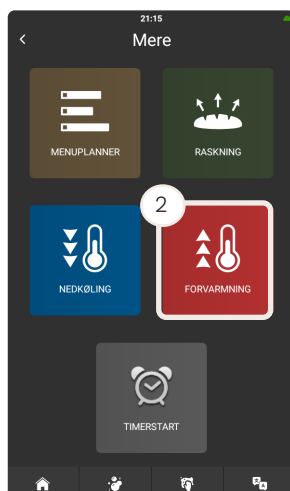 21:15
Mere
MENUPLANNER
RASKNING
2
NEDKØLING
FORVARMNING
TIMERSTART